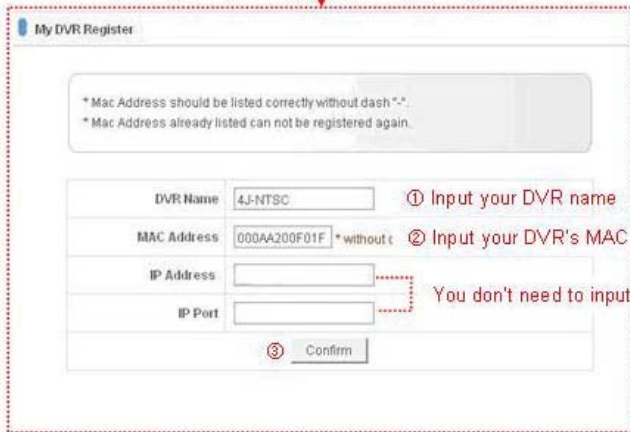 My DVR Register
* Mac Address should be listed correctly without dash "-".
* Mac Address already listed can not be registered again.
DVR Name 4J-NTSC ① Input your DVR name
MAC Address 000AA200F01F * without ② Input your DVR's MAC
IP Address
You don't need to input
IP Port
③ Confirm